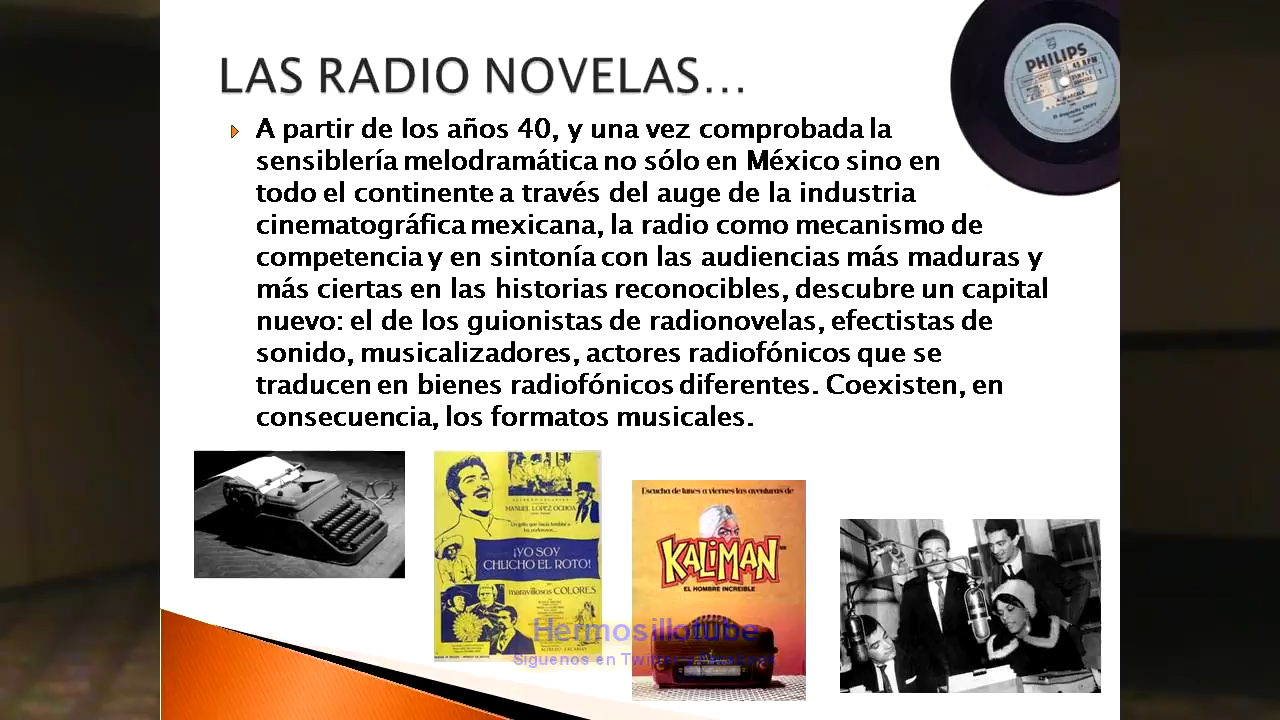 LAS RADIO NOVELAS...
A partir de los años 40, y una vez comprobada la
sensiblería melodramática no sólo en México sino en
todo el continente a través del auge de la industria
cinematográfica mexicana, la radio como mecanismo de
competencia y en sintonía con las audiencias más maduras y
más ciertas en las historias reconocibles, descubre un capital
nuevo: el de los guionistas de radionovelas, efectistas de
sonido, musicalizadores, actores radiofónicos que se
traducen en bienes radiofónicos diferentes. Coexisten, en
consecuencia, los formatos musicales.
PHILIPS
45 RPM
MANUEL LOPEZ OCHOA
¡YO SOY
CHUCHO EL ROTO!
maravillosos COLORES
Escucha de lunes a viernes las aventuras de
KALIMAN
EL HOMBRE INCREIBLE
Hermosillotube
Siguenos en Twitter y Facebook